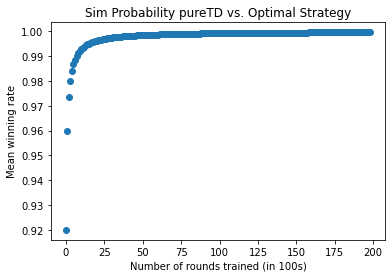 Sim Probability pureTD vs. Optimal Strategy
1.00
0.99
0.98
0.97
0.96
0.95
0.94
0.93
0.92
Mean winning rate
0 25 50 75 100 125 150 175 200
Number of rounds trained (in 100s)